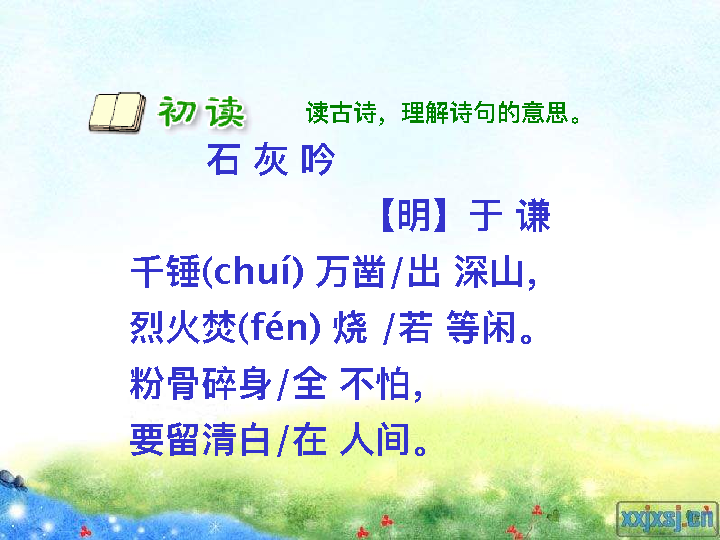 初读 读古诗，理解诗句的意思。
石 灰 吟
【明】于 谦
千锤(chuí) 万凿/出 深山，
烈火焚(fén) 烧 /若 等闲。
粉骨碎身/全 不怕，
要留清白/在 人间。
xxjxsj.cn